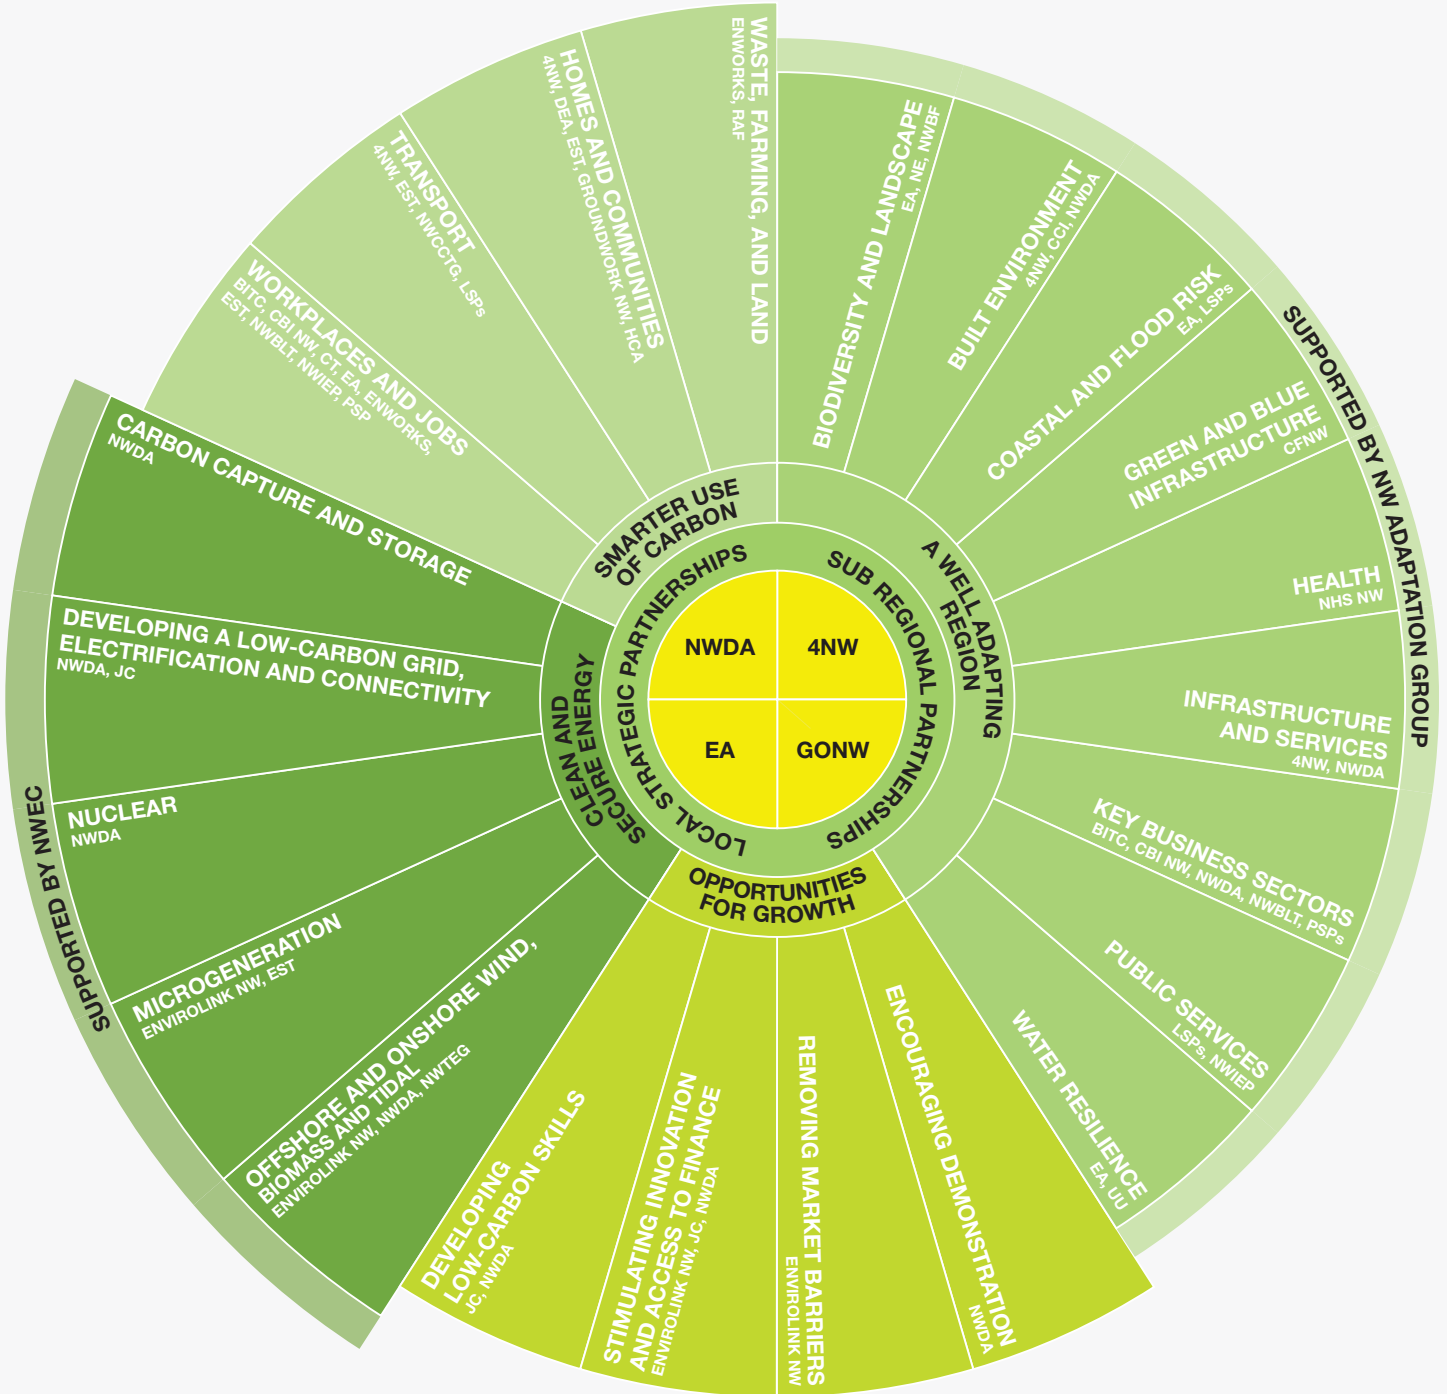 WASTE, FARMING, AND LAND
ENWORKS, RAF
HOMES AND COMMUNITIES
4NW, DEA, EST, GROUNDWORK NW, HCA
TRANSPORT
4NW, EST, NWCCTG, LSPs
WORKPLACES AND JOBS
BITC, CBI NW, CT, EA, ENWORKS,
EST, NWBLT, NWIEP, PSP
SMARTER USE
OF CARBON
BIODIVERSITY AND LANDSCAPE
EA, NE, NWBF
BUILT ENVIRONMENT
4NW, CCI, NWDA
COASTAL AND FLOOD RISK
EA, LSPs
GREEN AND BLUE
INFRASTRUCTURE
CFNW
HEALTH
NHS NW
INFRASTRUCTURE
AND SERVICES
4NW, NWDA
KEY BUSINESS SECTORS
BITC, CBI NW, NWDA, NWBLT, PSPs
PUBLIC SERVICES
LSPs, NWIEP
WATER RESILIENCE
EA, UU
A WELL ADAPTING
REGION
SUPPORTED BY NW ADAPTATION GROUP
ENCOURAGING DEMONSTRATION
NWDA
REMOVING MARKET BARRIERS
ENVIROLINK NW
STIMULATING INNOVATION
AND ACCESS TO FINANCE
ENVIROLINK NW, JC, NWDA
DEVELOPING
LOW-CARBON SKILLS
JC, NWDA
OPPORTUNITIES
FOR GROWTH
CARBON CAPTURE AND STORAGE
NWDA
DEVELOPING A LOW-CARBON GRID,
ELECTRIFICATION AND CONNECTIVITY
NWDA, JC
NUCLEAR
NWDA
MICROGENERATION
ENVIROLINK NW, EST
OFFSHORE AND ONSHORE WIND,
BIOMASS AND TIDAL
ENVIROLINK NW, NWDA, NWTEG
CLEAN AND
SECURE ENERGY
SUPPORTED BY NWEC
LOCAL STRATEGIC PARTNERSHIPS
SUB REGIONAL PARTNERSHIPS
NWDA
4NW
EA
GONW